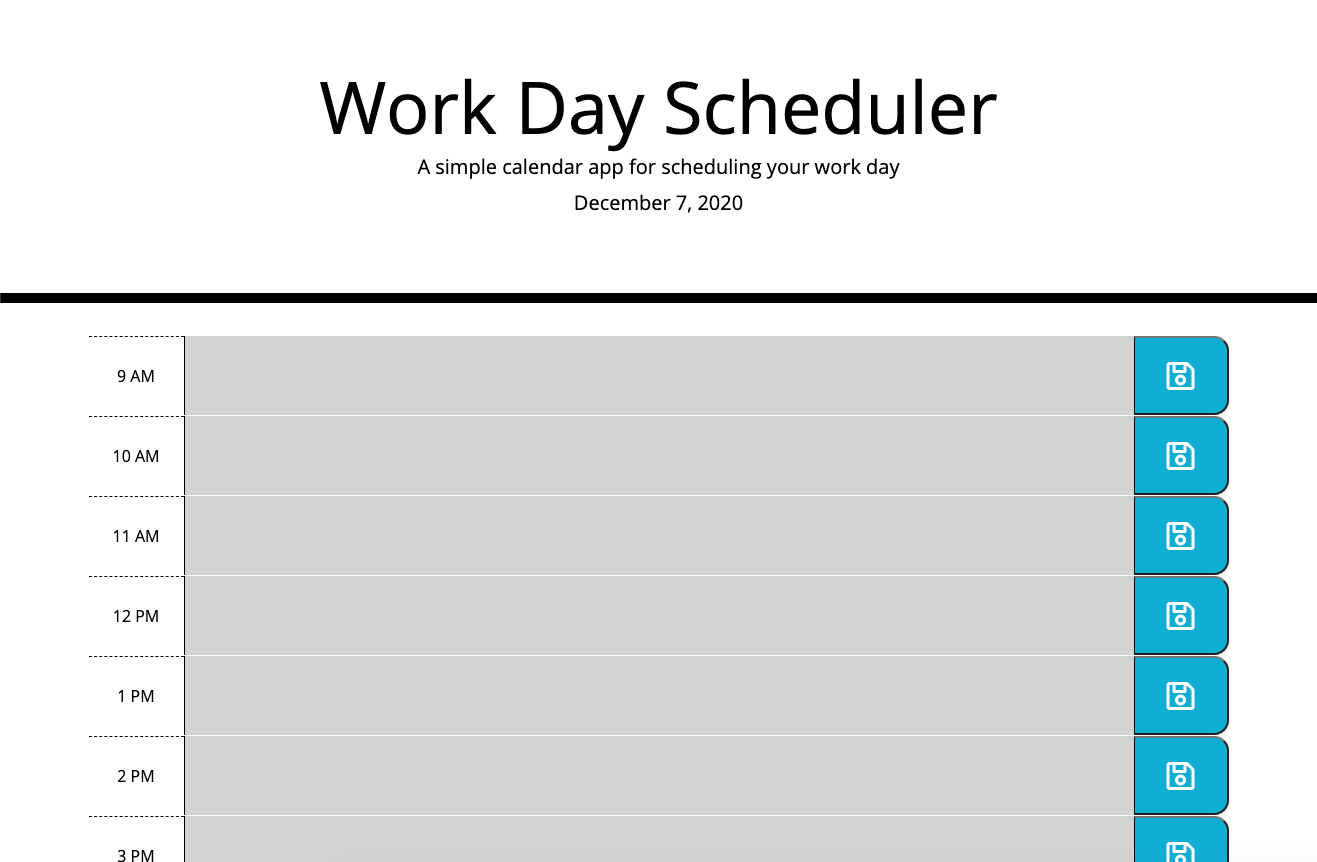 Work Day Scheduler
A simple calendar app for scheduling your work day
December 7, 2020
9 AM
10 AM
11 AM
12 PM
1 PM
2 PM
3 PM